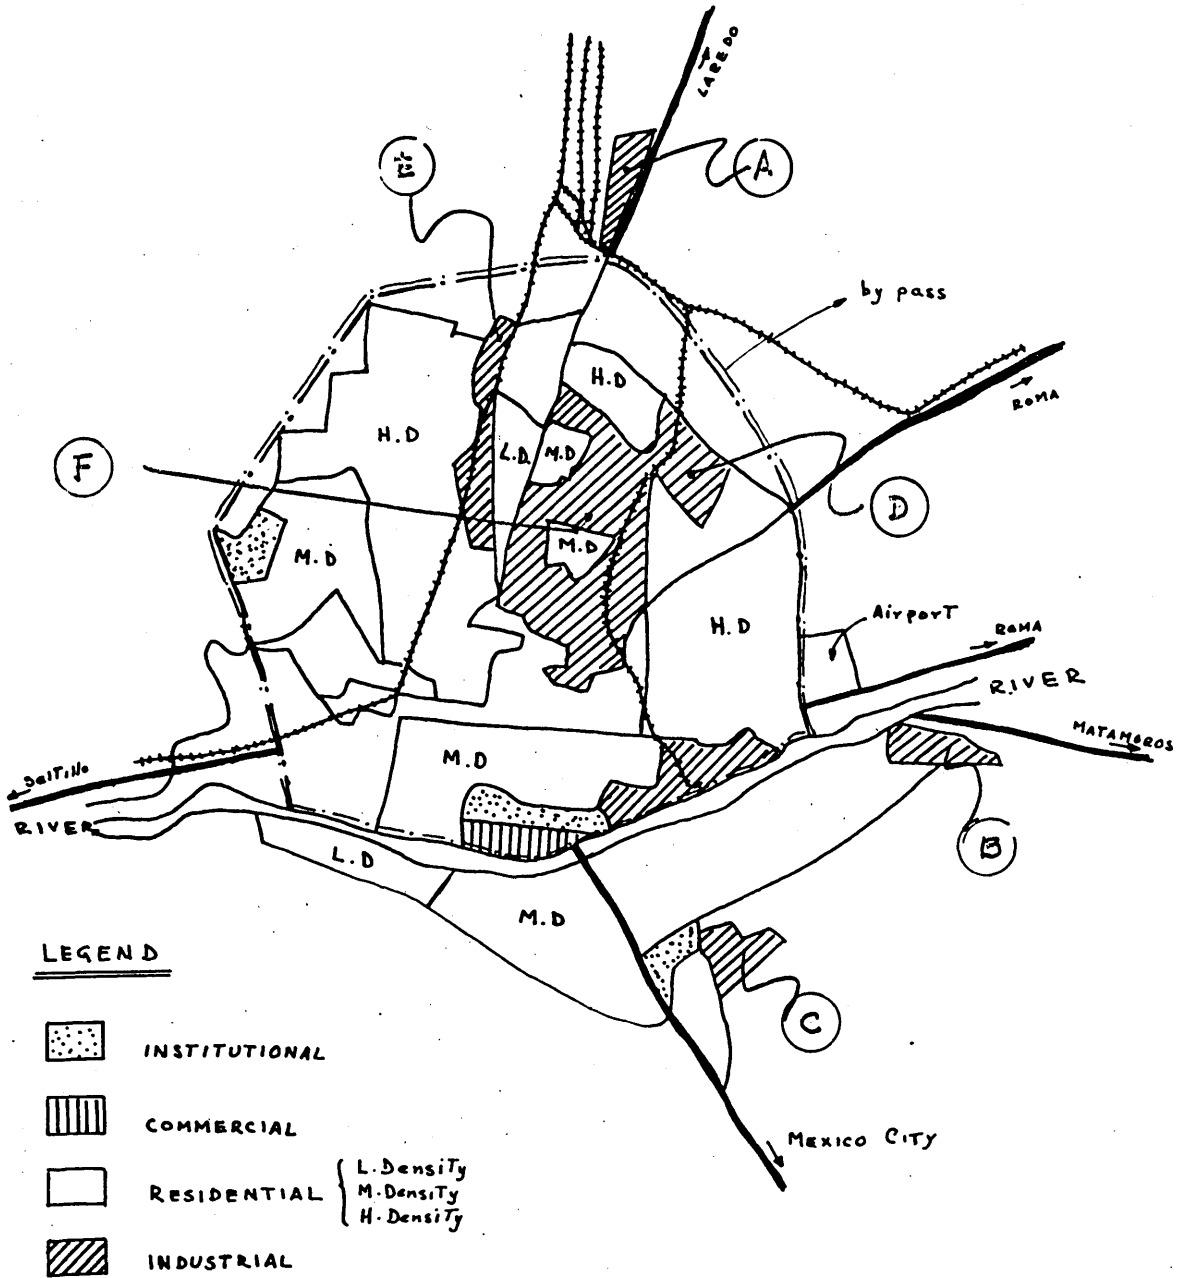 LAREDO
E
A
by pass
H.D
ROMA
H.D
L.D.
M.D
F
D
M.D
M.D
Airport
H.D
ROMA
RIVER
MATAMOROS
M.D
SalTillo
RIVER
B
L.D
M.D
LEGEND
C
INSTITUTIONAL
COMMERCIAL
MEXICO CITY
L.DensiTy
RESIDENTIAL
M.DensiTy
H.DensiTy
INDUSTRIAL